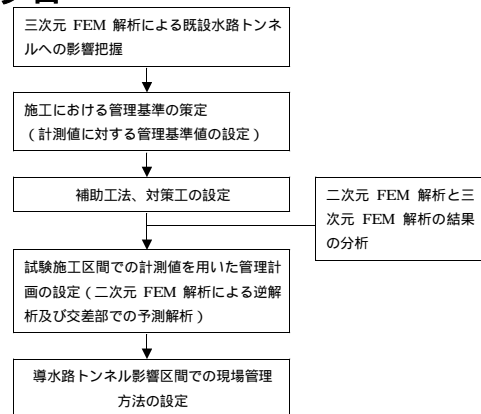 三次元 FEM 解析による既設水路トンネ
ルへの影響把握
施工における管理基準の策定
（計測値に対する管理基準値の設定）
補助工法、対策工の設定
二次元 FEM 解析と三
次元 FEM 解析の結果
の分析
試験施工区間での計測値を用いた管理計
画の設定（二次元 FEM 解析による逆解
析及び交差部での予測解析）
導水路トンネル影響区間での現場管理
方法の設定